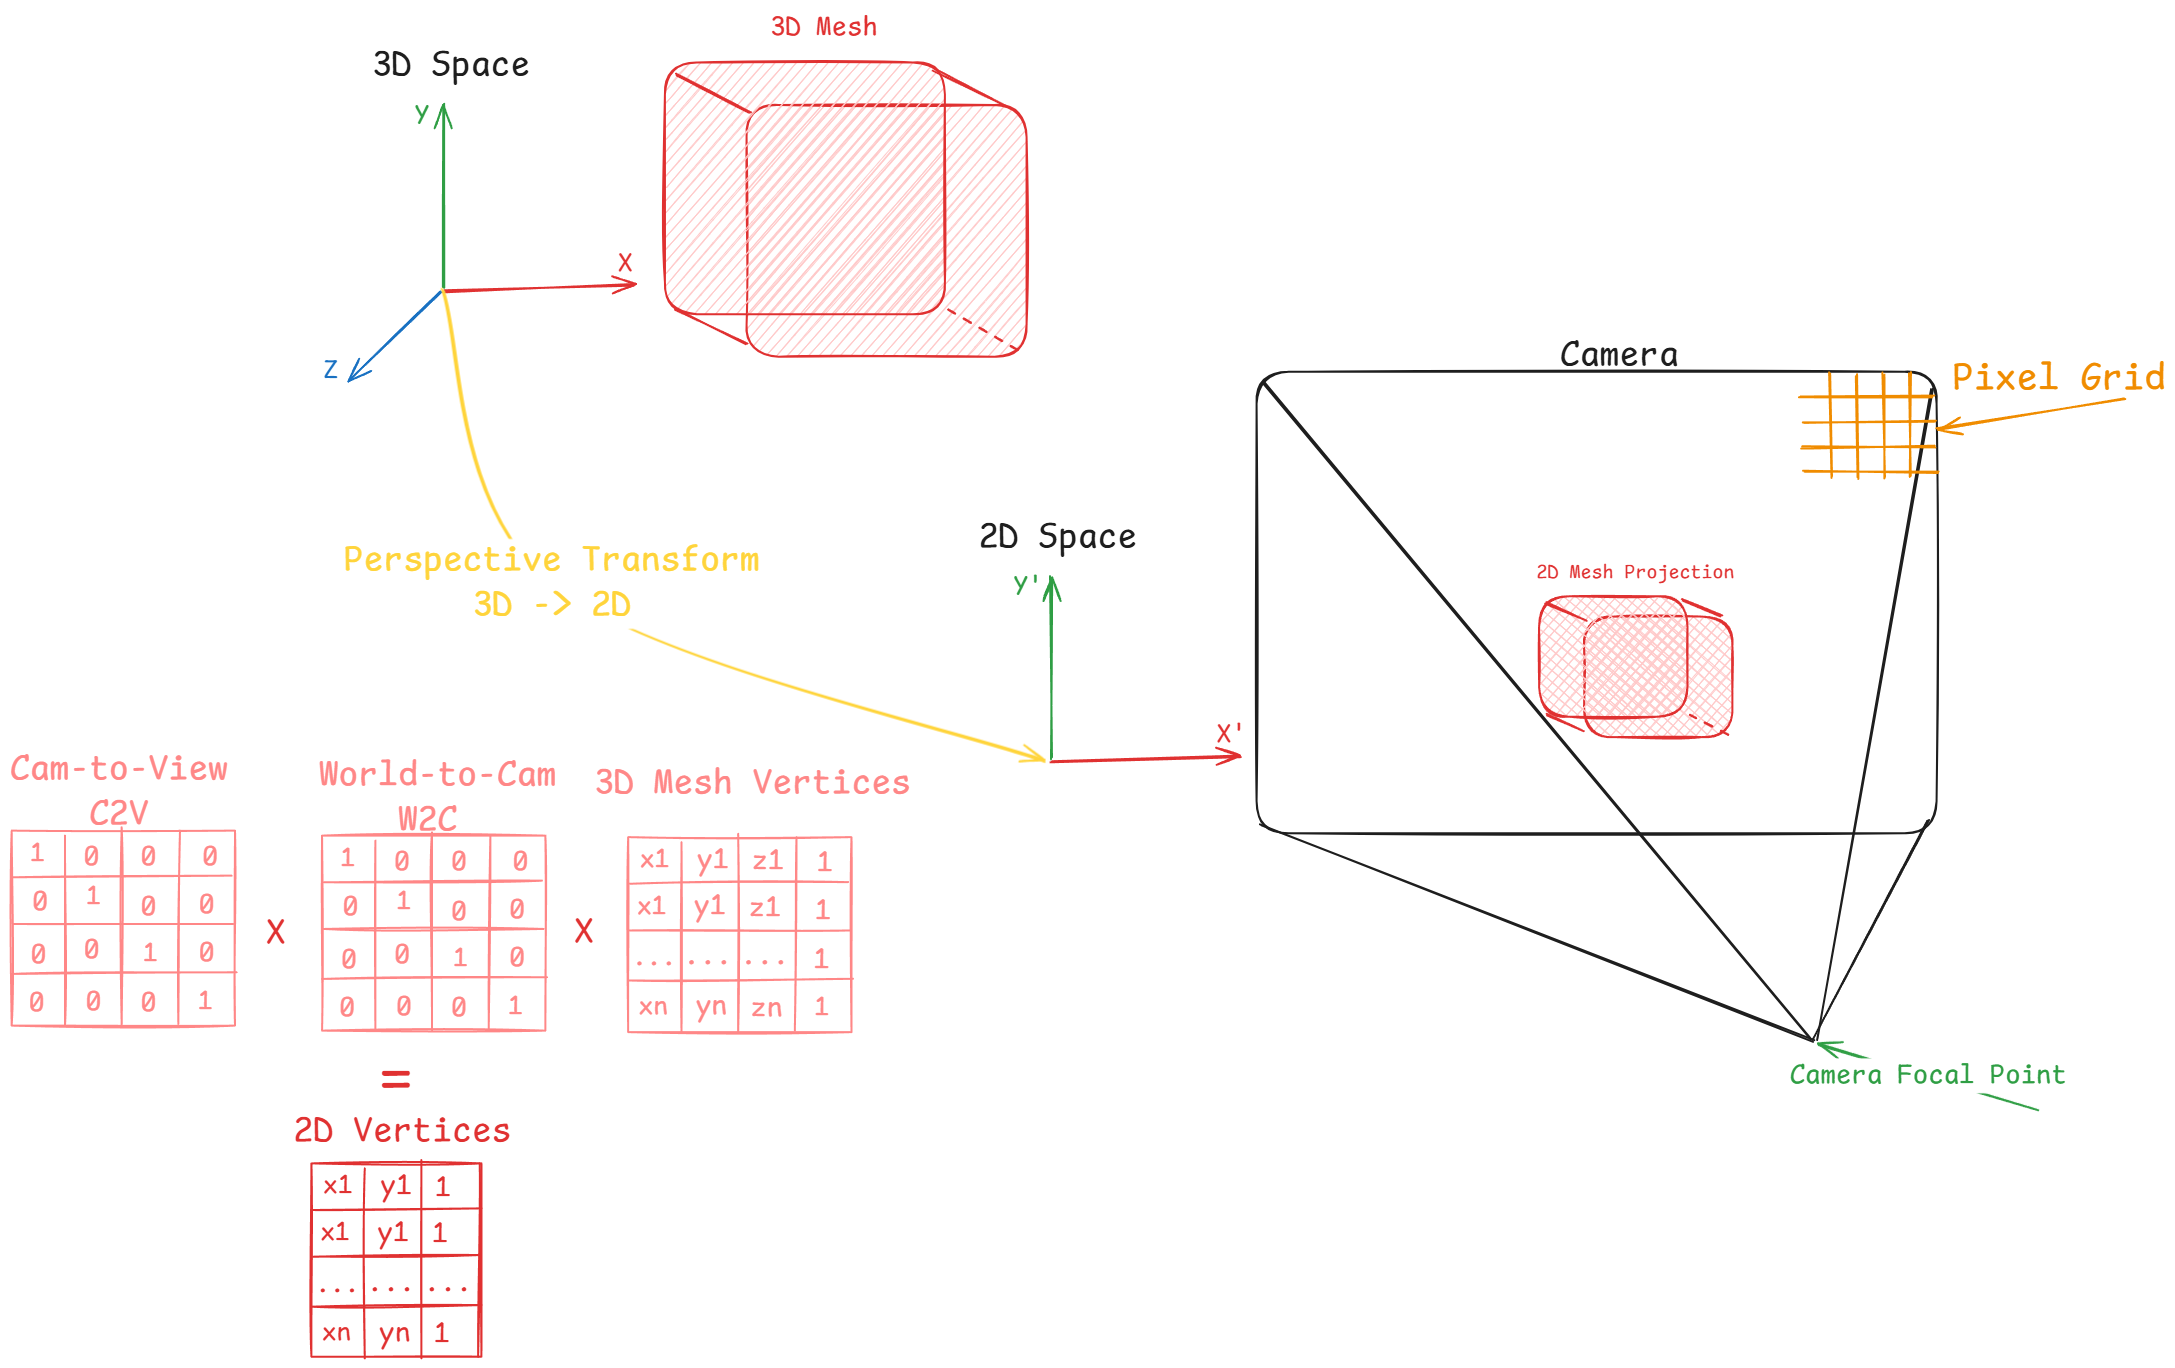 3D Mesh
3D Space
y
x
z
Camera
Pixel Grid
2D Space
y'
x'
Perspective Transform
3D -> 2D
2D Mesh Projection
Cam-to-View
C2V
1 0 0 0
0 1 0 0
0 0 1 0
0 0 0 1
x
World-to-Cam
W2C
1 0 0 0
0 1 0 0
0 0 1 0
0 0 0 1
x
3D Mesh Vertices
x1 y1 z1 1
x1 y1 z1 1
... ... ... 1
xn yn zn 1
=
2D Vertices
x1 y1 1
x1 y1 1
... ... ...
xn yn 1
Camera Focal Point